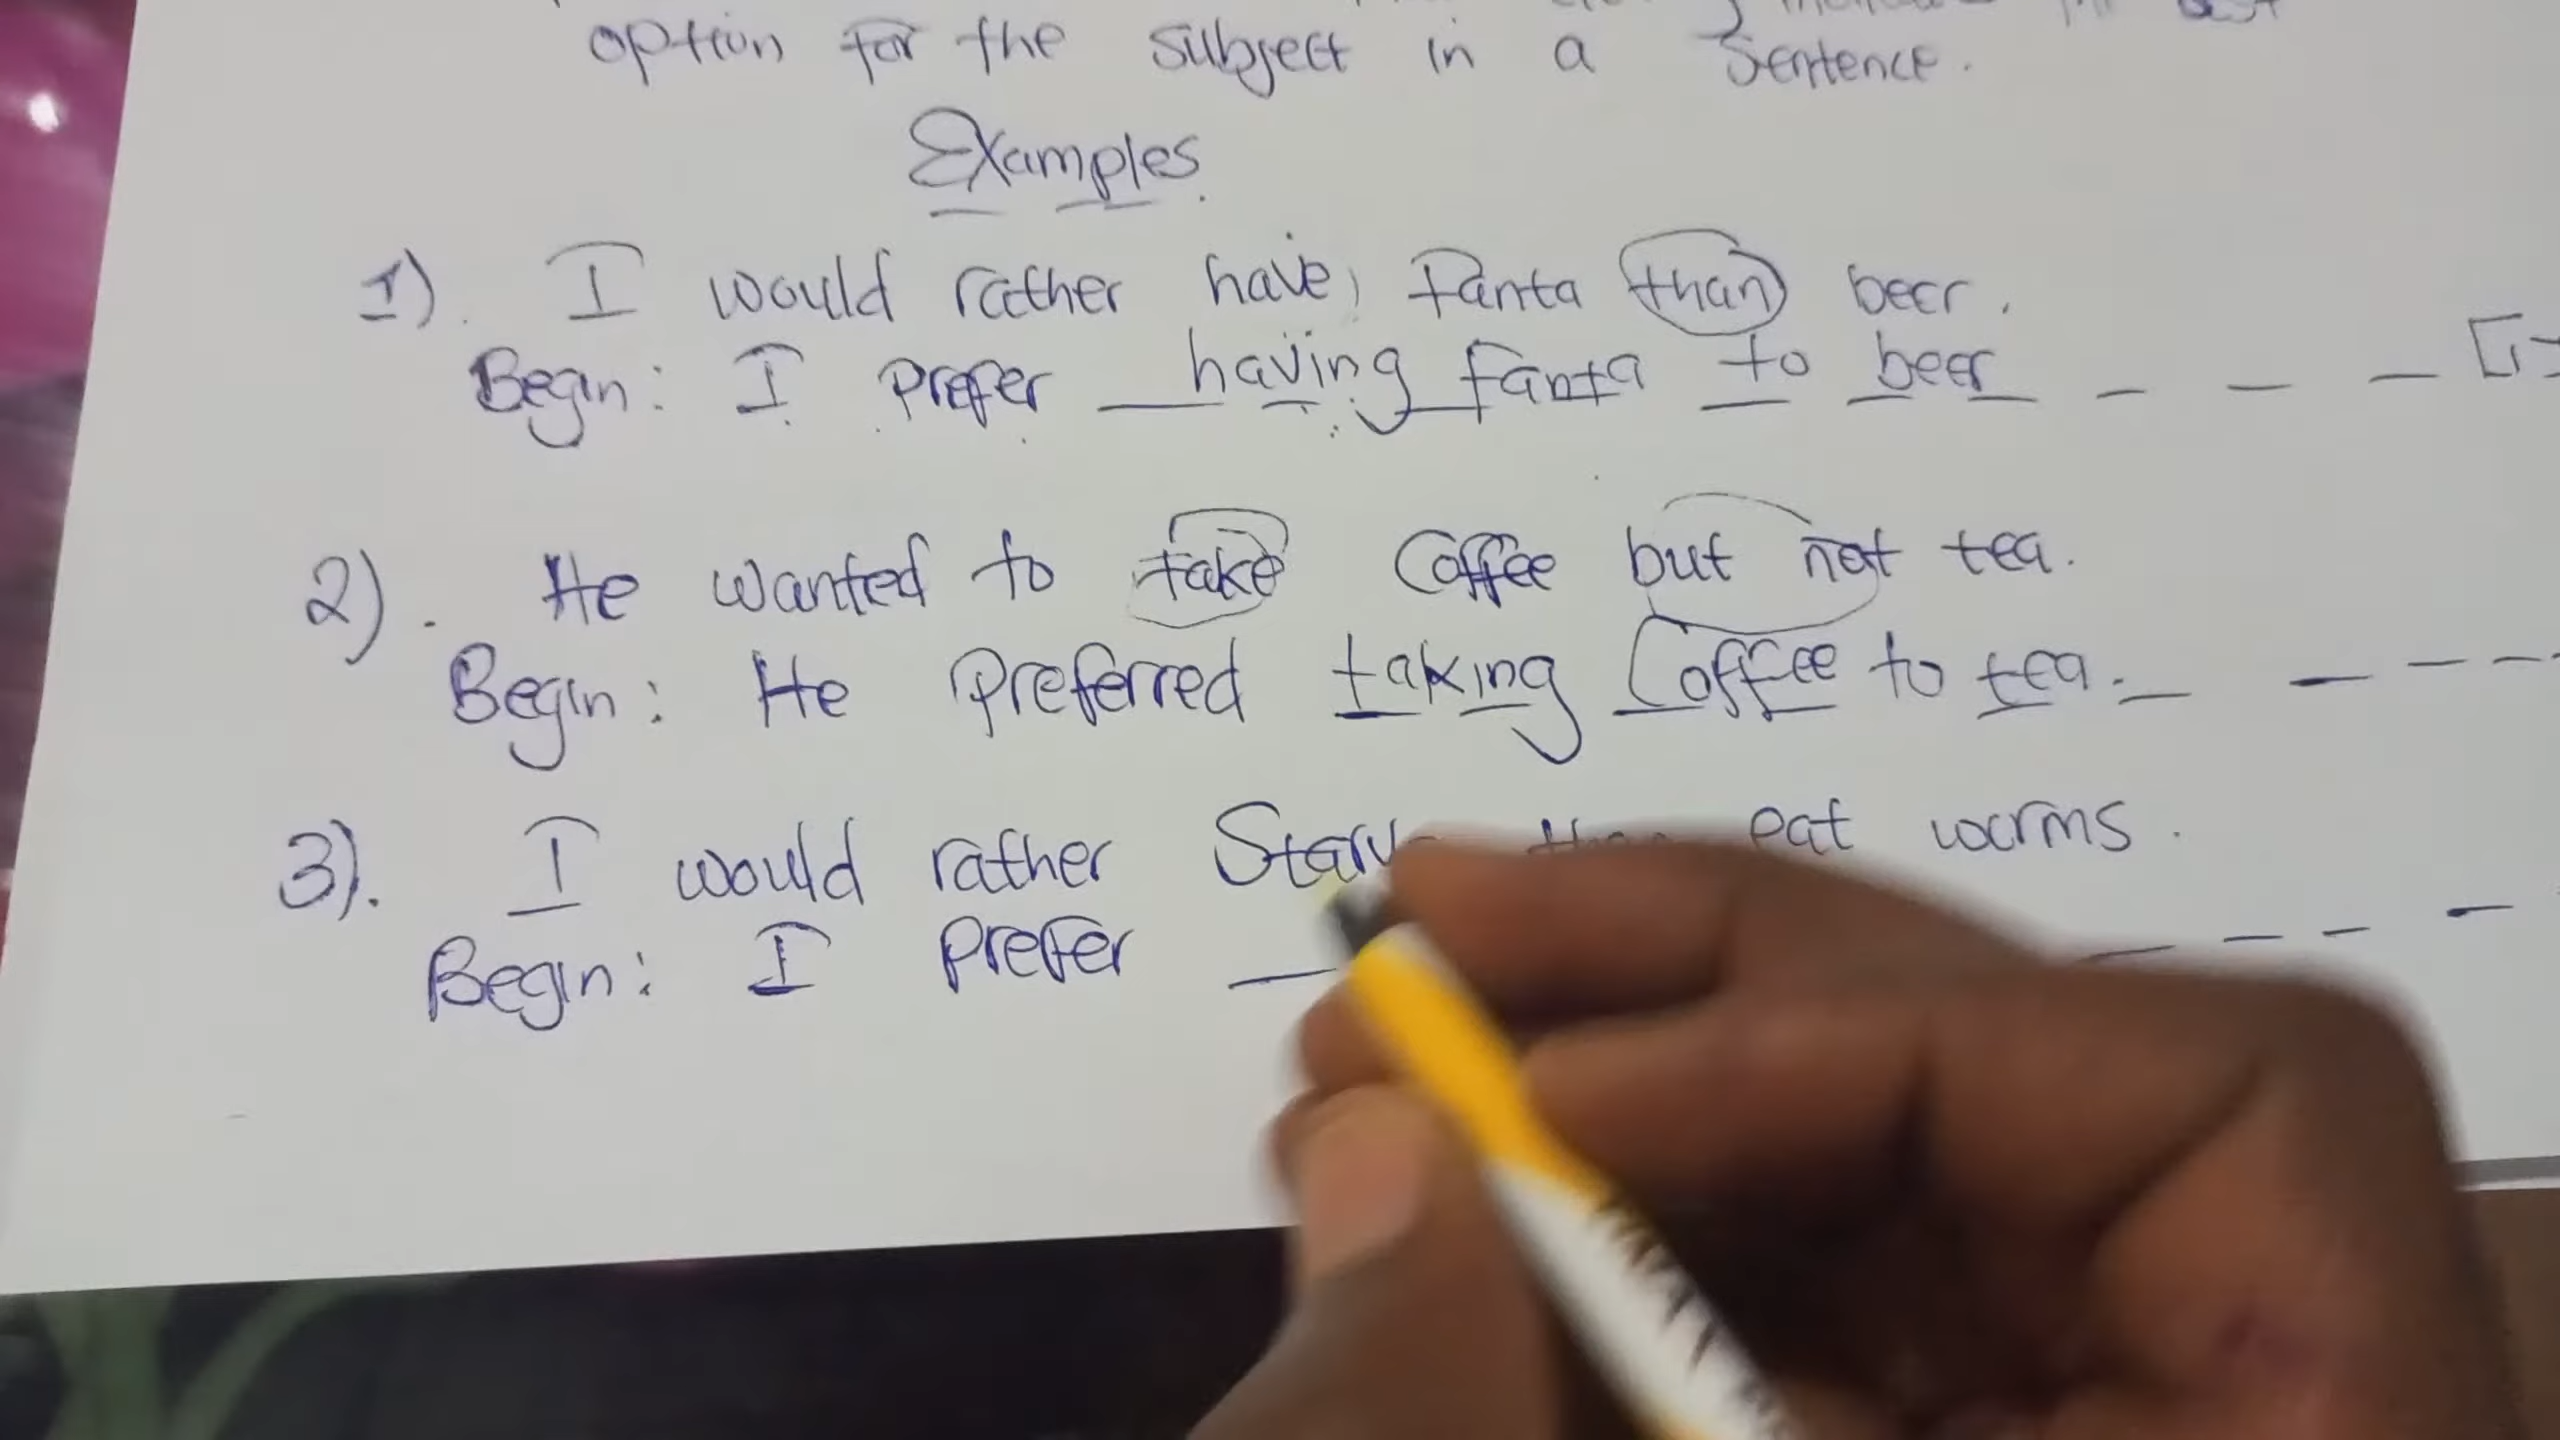 option for the subject in a sentence.
Examples.
1). I would rather have, Fanta than beer.
Begin: I prefer having Fanta to beer
2). He wanted to take Coffee but not tea.
Begin: He Preferred taking Coffee to tea.
3). I would rather eat worms.
Begin: I Prefer